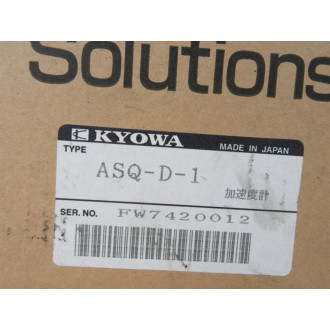 Solutions
KYOWA MADE IN JAPAN
TYPE
ASQ-D-1 加速度計
SER. NO. FW7420012